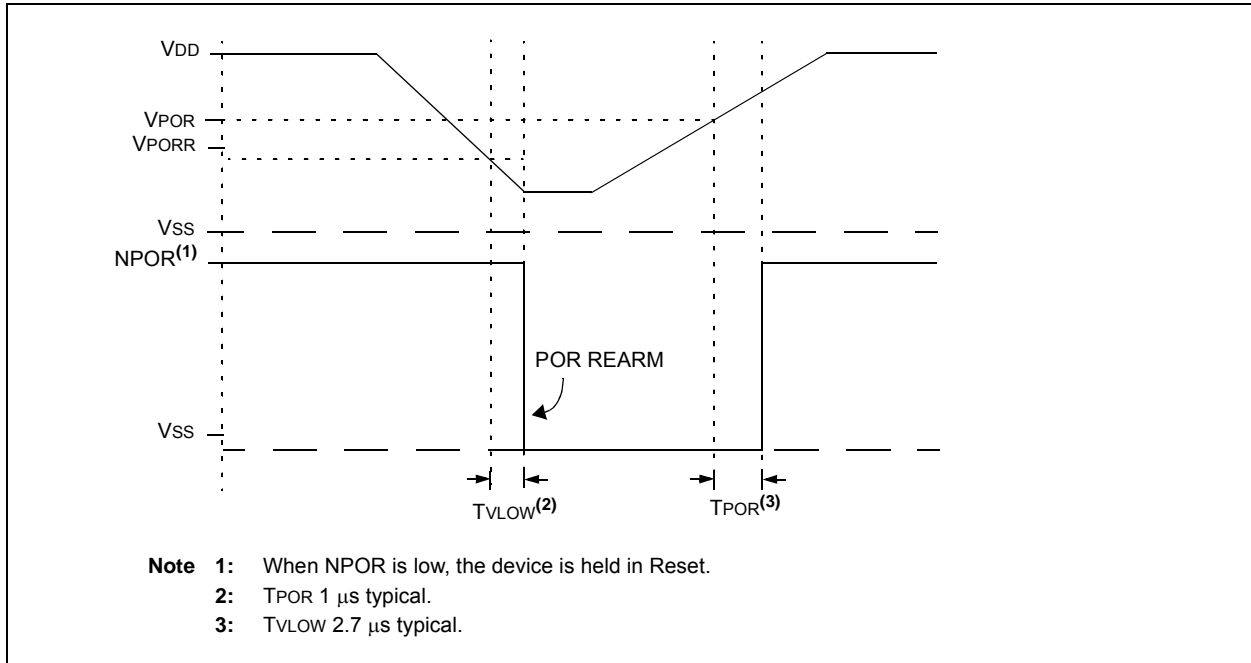 VDD
VPOR
VPORR
VSS
NPOR(1)
POR REARM
VSS
TVLOW(2)
TPOR(3)
Note 1: When NPOR is low, the device is held in Reset.
2: TPOR 1 μs typical.
3: TVLOW 2.7 μs typical.